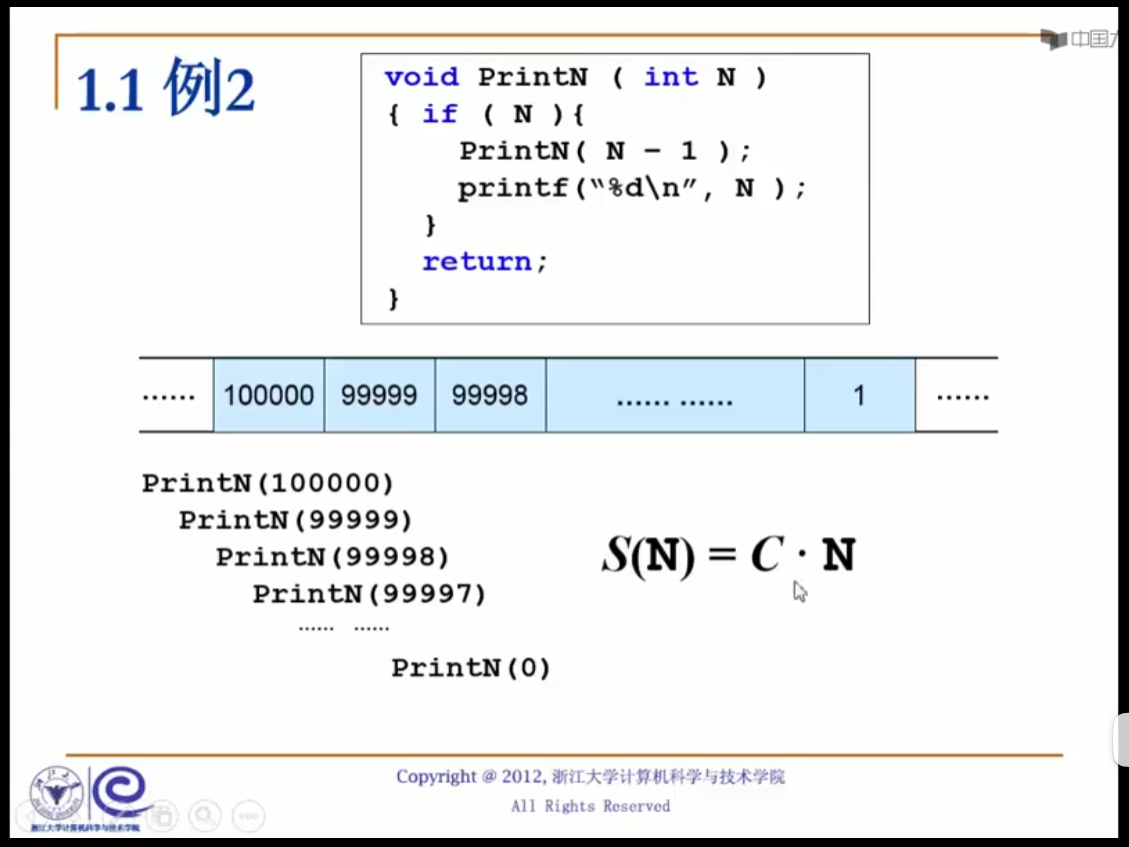 中国大
1.1 例2
void PrintN ( int N )
{ if ( N ){
PrintN( N - 1 );
printf(“%d\n”, N );
}
return;
}
…… 100000 99999 99998 …… …… 1 ……
PrintN(100000)
PrintN(99999)
PrintN(99998)
PrintN(99997)
…… ……
PrintN(0)
S(N) = C · N
Copyright @ 2012, 浙江大学计算机科学与技术学院
All Rights Reserved
浙江大学计算机科学与技术学院